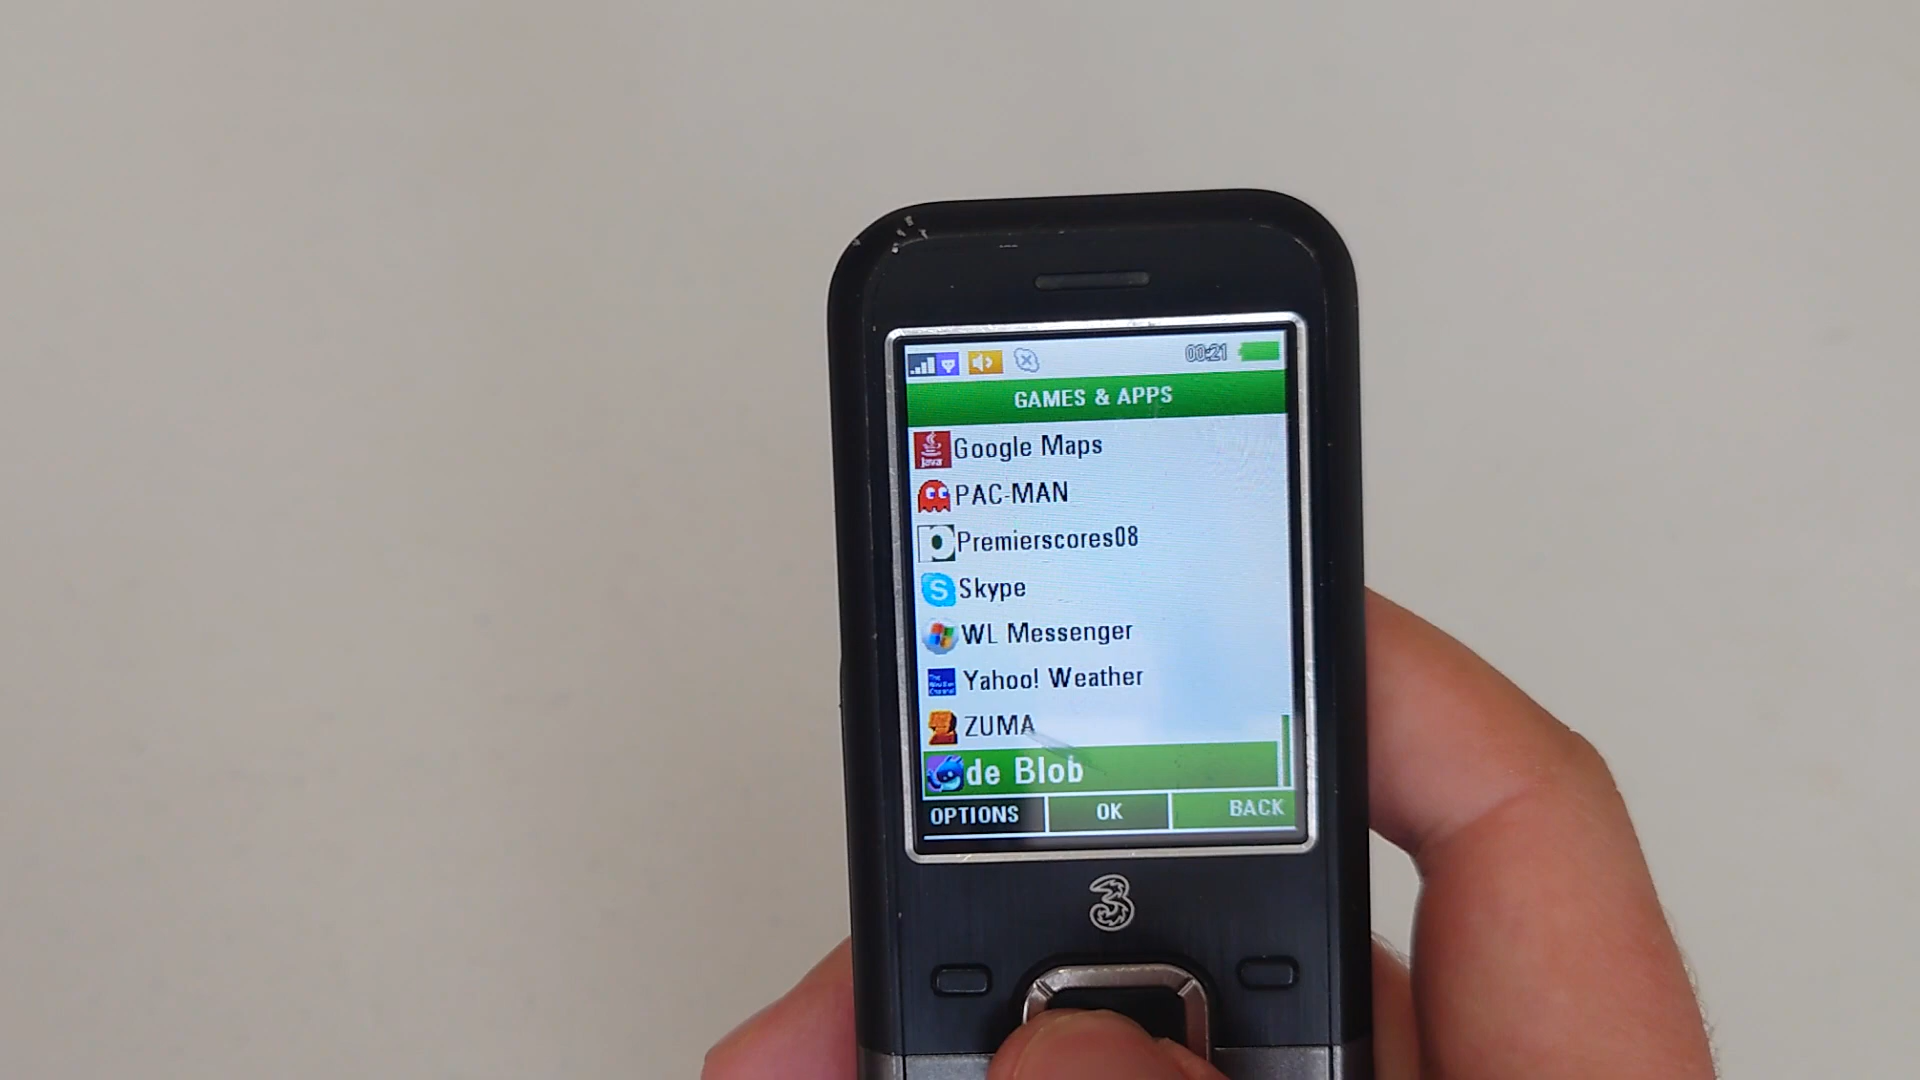 00:21
GAMES & APPS
Java
Google Maps
PAC-MAN
Premierscores08
S
Skype
WL Messenger
Yahoo! Weather
ZUMA
de Blob
OPTIONS OK BACK
3